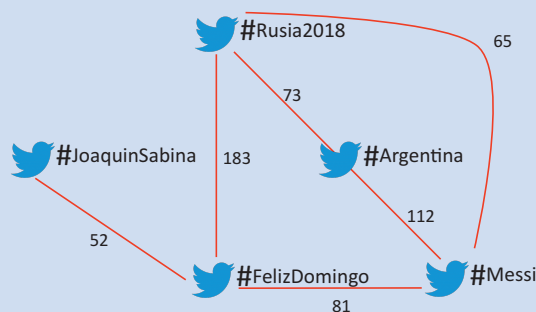 #Rusia2018
65
73
#JoaquinSabina
183
#Argentina
112
52
#FelizDomingo
#Messi
81